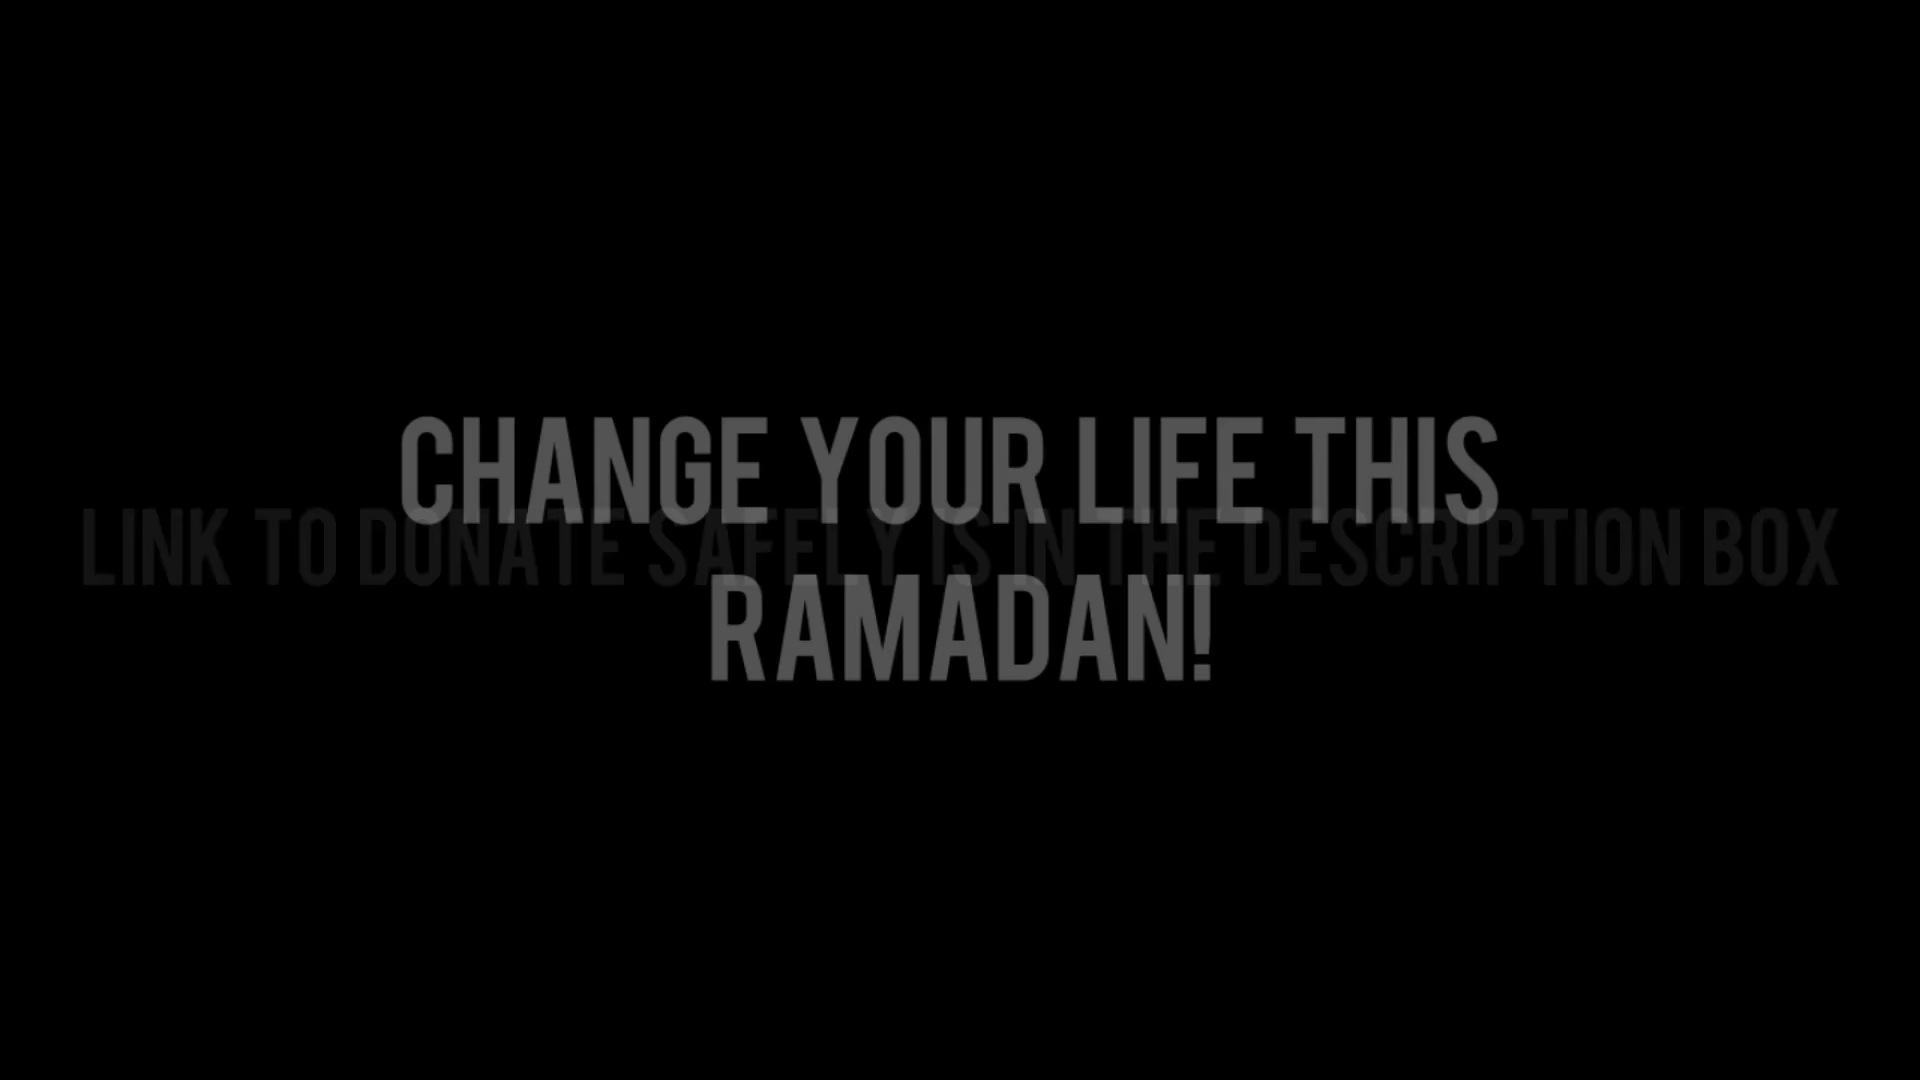 CHANGE YOUR LIFE THIS
LINK TO DONATE SAFELY IS IN THE DESCRIPTION BOX
RAMADAN!